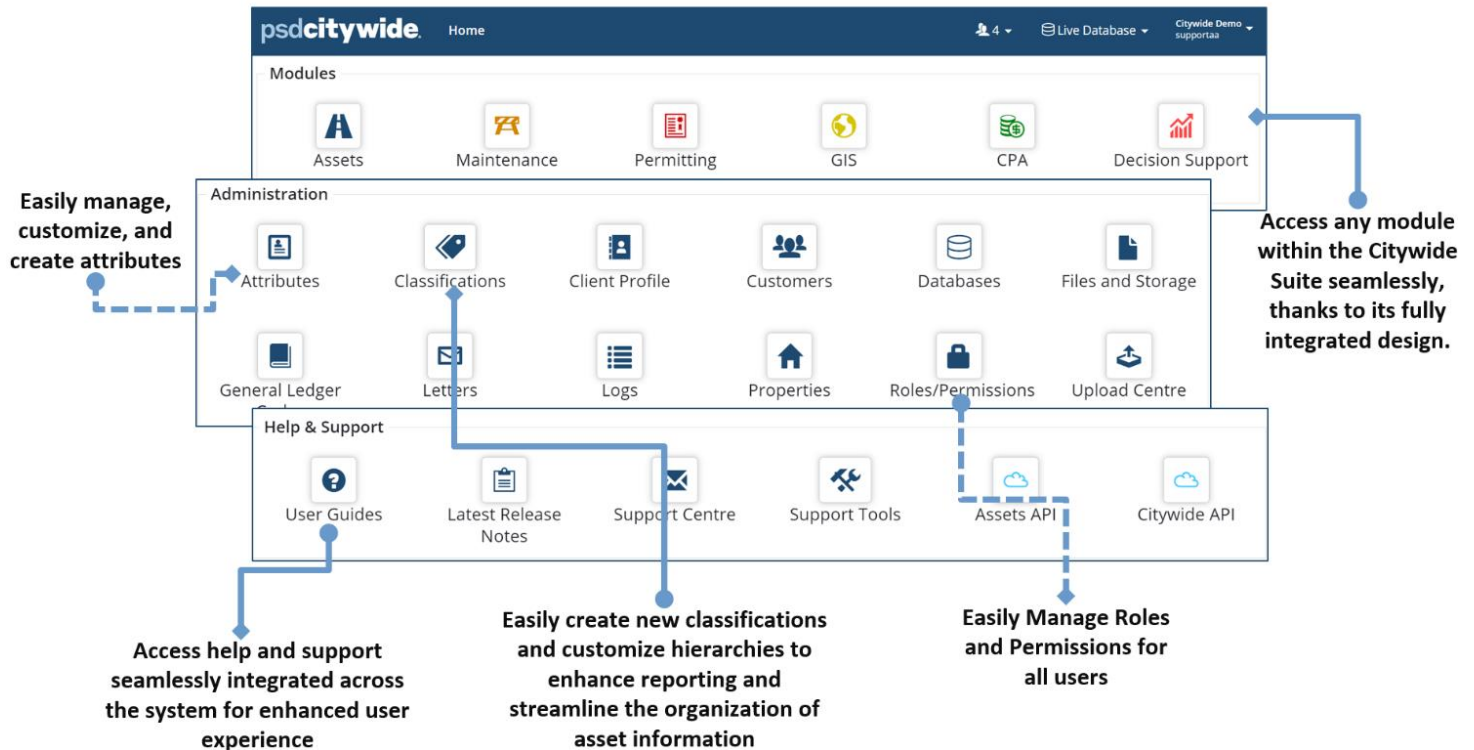 psdcitywide. Home 4 Live Database Citywide Demo
supportaa
Modules
Assets Maintenance Permitting GIS CPA Decision Support
Administration
Attributes Classifications Client Profile Customers Databases Files and Storage
General Ledger Letters Logs Properties Roles/Permissions Upload Centre
Help & Support
User Guides Latest Release Support Centre Support Tools Assets API Citywide API
Notes
Easily manage,
customize, and
create attributes
Access any module
within the Citywide
Suite seamlessly,
thanks to its fully
integrated design.
Access help and support
seamlessly integrated across
the system for enhanced user
experience
Easily create new classifications
and customize hierarchies to
enhance reporting and
streamline the organization of
asset information
Easily Manage Roles
and Permissions for
all users